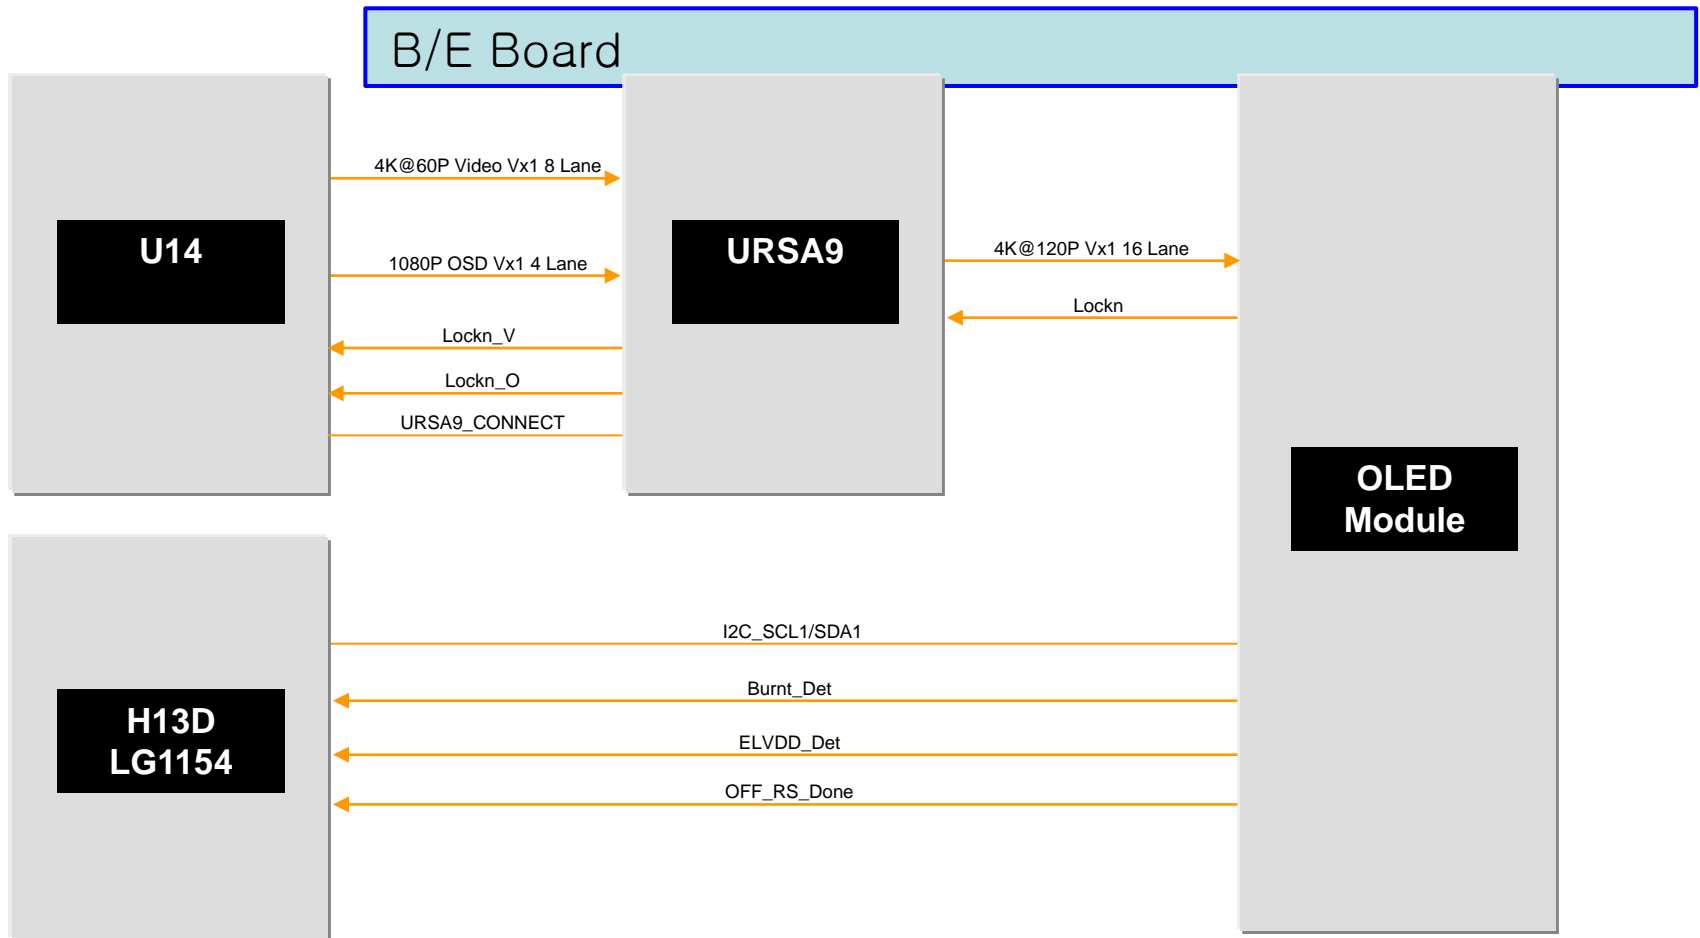 B/E Board
U14
4K@60P Video Vx1 8 Lane
1080P OSD Vx1 4 Lane
Lockn_V
Lockn_O
URSA9_CONNECT
URSA9
4K@120P Vx1 16 Lane
Lockn
OLED
Module
H13D
LG1154
I2C_SCL1/SDA1
Burnt_Det
ELVDD_Det
OFF_RS_Done